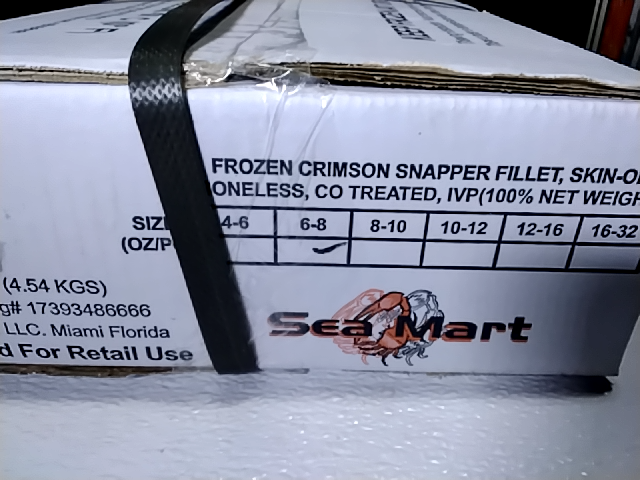 FROZEN CRIMSON SNAPPER FILLET, SKIN-O
ONELESS, CO TREATED, IVP(100% NET WEIGH
SIZ 4-6 6-8 8-10 10-12 12-16 16-32
(OZ/P
(4.54 KGS)
g# 17393486666
LLC. Miami Florida
d For Retail Use
Sea Mart